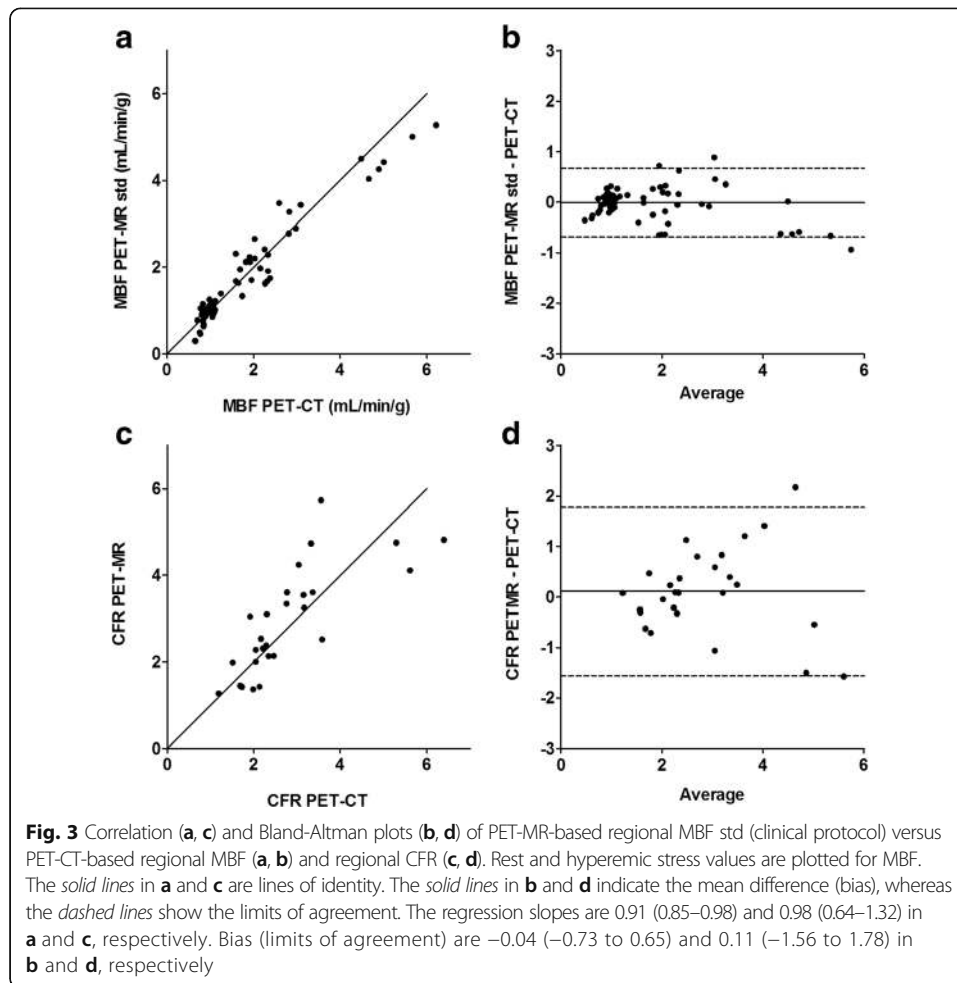 a
b
6
4
2
0
MBF PET-MR std (mL/min/g)
0 2 4 6
MBF PET-CT (mL/min/g)
3
2
1
0
-1
-2
-3
MBF PET-MR std - PET-CT
0 2 4 6
Average
c
d
6
4
2
0
CFR PET-MR
0 2 4 6
CFR PET-CT
3
2
1
0
-1
-2
-3
CFR PETMR - PET-CT
0 2 4 6
Average
Fig. 3 Correlation (a, c) and Bland-Altman plots (b, d) of PET-MR-based regional MBF std (clinical protocol) versus
PET-CT-based regional MBF (a, b) and regional CFR (c, d). Rest and hyperemic stress values are plotted for MBF.
The solid lines in a and c are lines of identity. The solid lines in b and d indicate the mean difference (bias), whereas
the dashed lines show the limits of agreement. The regression slopes are 0.91 (0.85–0.98) and 0.98 (0.64–1.32) in
a and c, respectively. Bias (limits of agreement) are −0.04 (−0.73 to 0.65) and 0.11 (−1.56 to 1.78) in
b and d, respectively